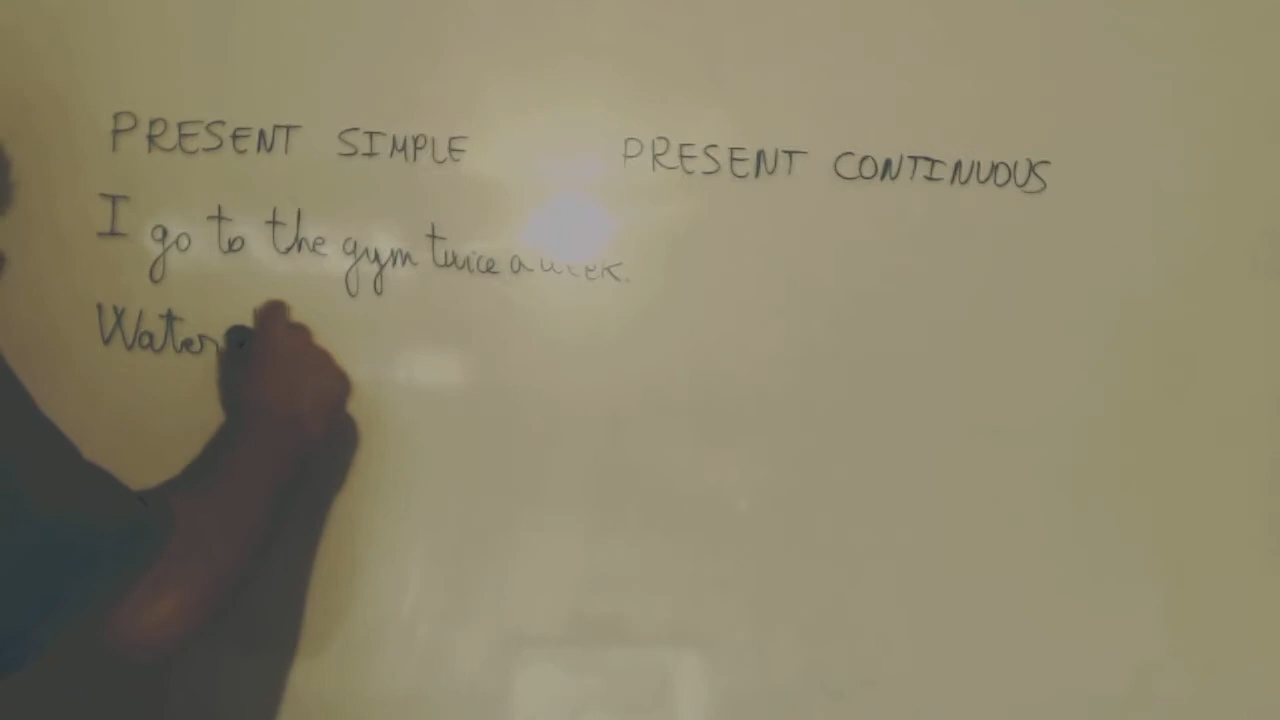 PRESENT SIMPLE PRESENT CONTINUOUS
I go to the gym twice a week.
Water